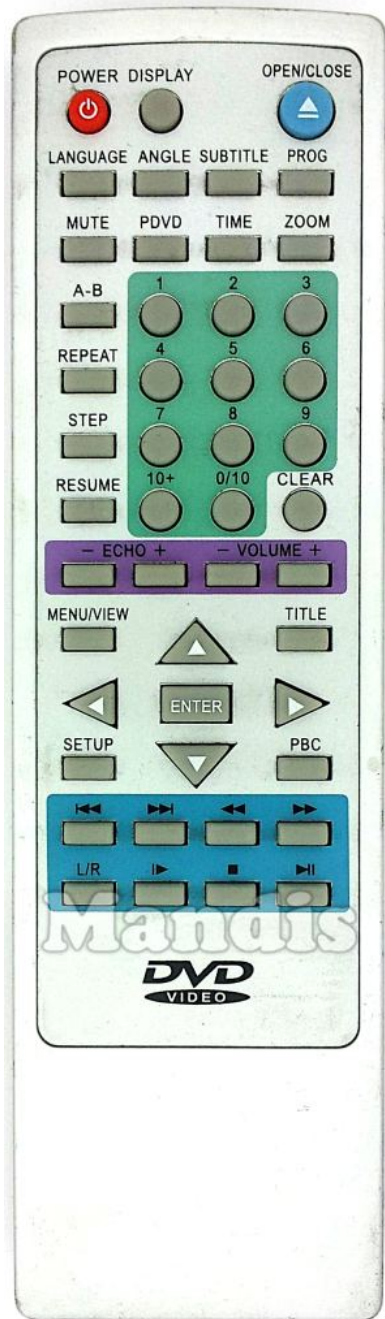 POWER DISPLAY OPEN/CLOSE
LANGUAGE ANGLE SUBTITLE PROG
MUTE PDVD TIME ZOOM
A-B 1 2 3
REPEAT 4 5 6
STEP 7 8 9
RESUME 10+ 0/10 CLEAR
- ECHO + - VOLUME +
MENU/VIEW TITLE
ENTER
SETUP PBC
L/R
Mandis
DVD
VIDEO